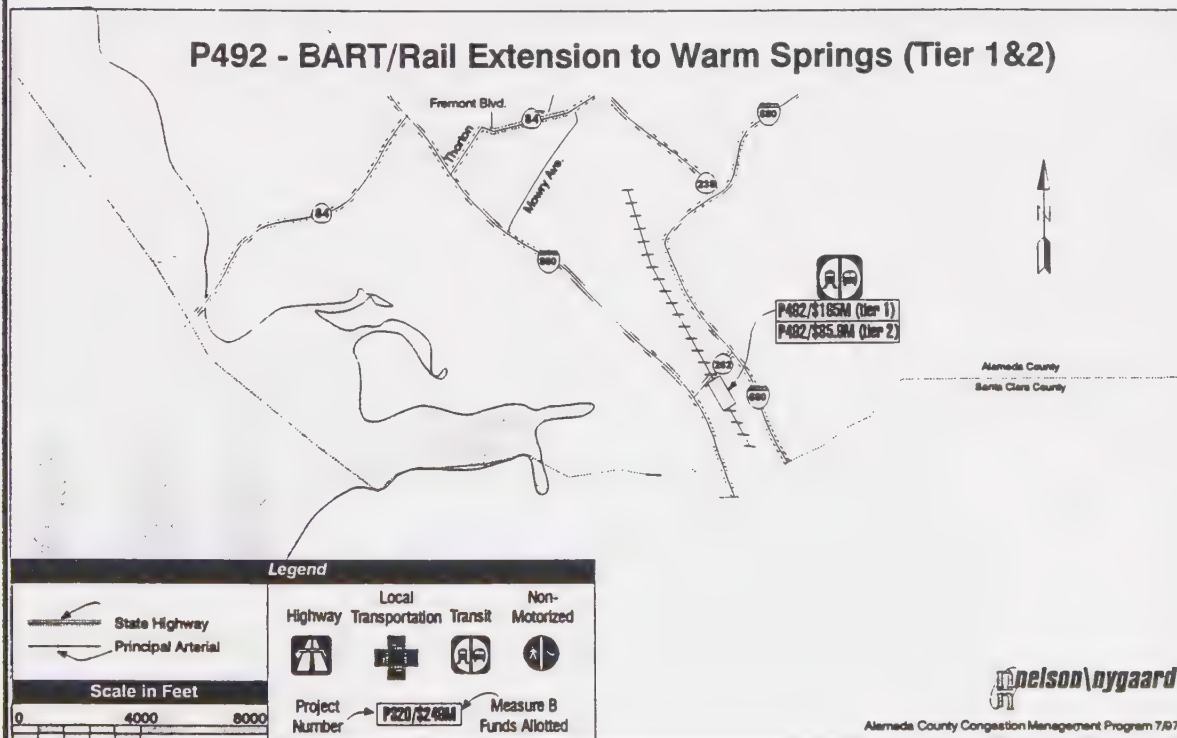 P492 - BART/Rail Extension to Warm Springs (Tier 1&2)
Fremont Blvd.
84
680
Thorton
Mowry Ave.
238
84
N
880
P492/$165M (tier 1)
P492/$85.9M (tier 2)
262
Alameda County
Santa Clara County
680
Legend
State Highway
Principal Arterial
Highway
Local Transportation
Transit
Non-Motorized
Scale in Feet
0 4000 8000
Project Number
P320/$249M
Measure B Funds Allotted
nelson\nygaard
Alameda County Congestion Management Program 7/97